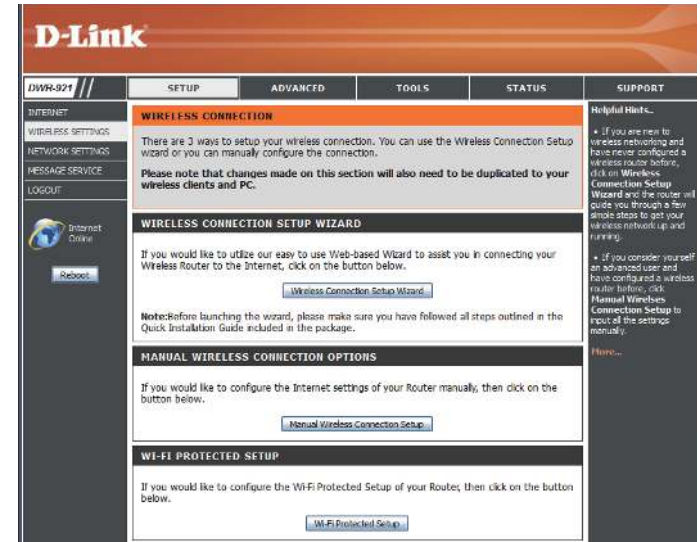 D-Link
DWR-921 //
SETUP
ADVANCED
TOOLS
STATUS
SUPPORT
INTERNET
WIRELESS SETTINGS
NETWORK SETTINGS
MESSAGE SERVICE
LOGOUT
Internet
Online
Reboot
WIRELESS CONNECTION
There are 3 ways to setup your wireless connection. You can use the Wireless Connection Setup
wizard or you can manually configure the connection.
Please note that changes made on this section will also need to be duplicated to your
wireless clients and PC.
WIRELESS CONNECTION SETUP WIZARD
If you would like to utilize our easy to use Web-based Wizard to assist you in connecting your
Wireless Router to the Internet, click on the button below.
Wireless Connection Setup Wizard
Note:Before launching the wizard, please make sure you have followed all steps outlined in the
Quick Installation Guide included in the package.
MANUAL WIRELESS CONNECTION OPTIONS
If you would like to configure the Internet settings of your Router manually, then click on the
button below.
Manual Wireless Connection Setup
WI-FI PROTECTED SETUP
If you would like to configure the Wi-Fi Protected Setup of your Router, then click on the button
below.
Wi-Fi Protected Setup
Helpful Hints..
• If you are new to
wireless networking and
have never configured a
wireless router before,
click on Wireless
Connection Setup
Wizard and the router will
guide you through a few
simple steps to get your
wireless network up and
running.
• If you consider yourself
an advanced user and
have configured a wireless
router before, click
Manual Wirelses
Connection Setup to
input all the settings
manually.
More...